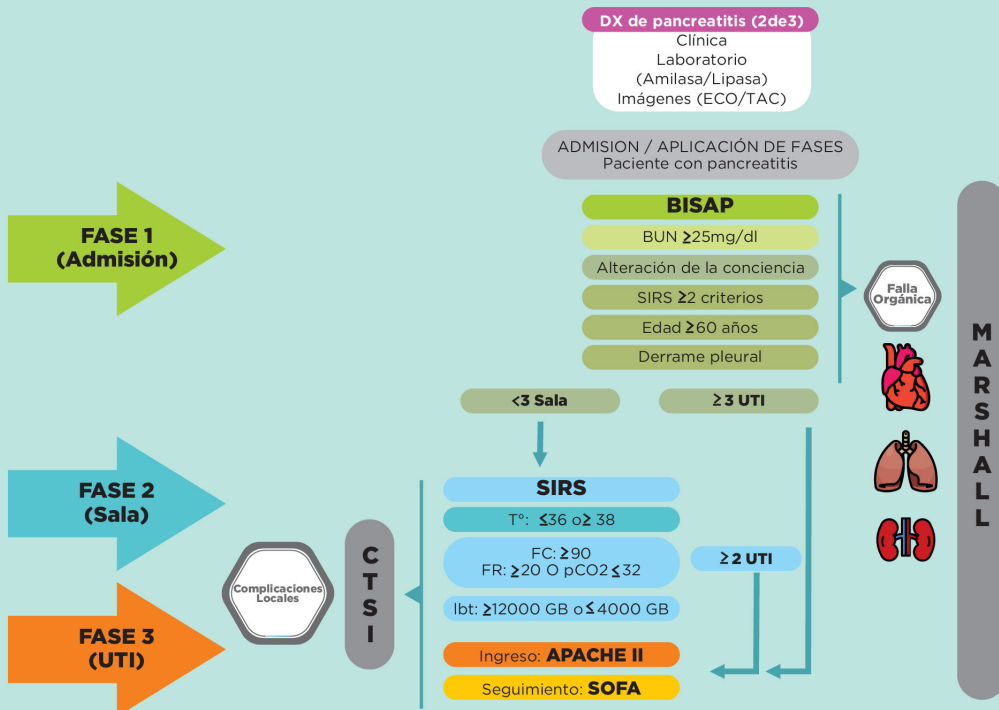 DX de pancreatitis (2de3)
Clínica
Laboratorio
(Amilasa/Lipasa)
Imágenes (ECO/TAC)
ADMISION / APLICACIÓN DE FASES
Paciente con pancreatitis
FASE 1
(Admisión)
BISAP
BUN ≥25mg/dl
Alteración de la conciencia
SIRS ≥2 criterios
Edad ≥60 años
Derrame pleural
Falla
Orgánica
MARSHALL
<3 Sala
≥3 UTI
FASE 2
(Sala)
SIRS
T°: ≤36 o≥ 38
FC: ≥90
FR: ≥20 O pCO2 ≤32
lbt: ≥12000 GB o≤4000 GB
≥2 UTI
Complicaciones
Locales
CTSI
FASE 3
(UTI)
Ingreso: APACHE II
Seguimiento: SOFA